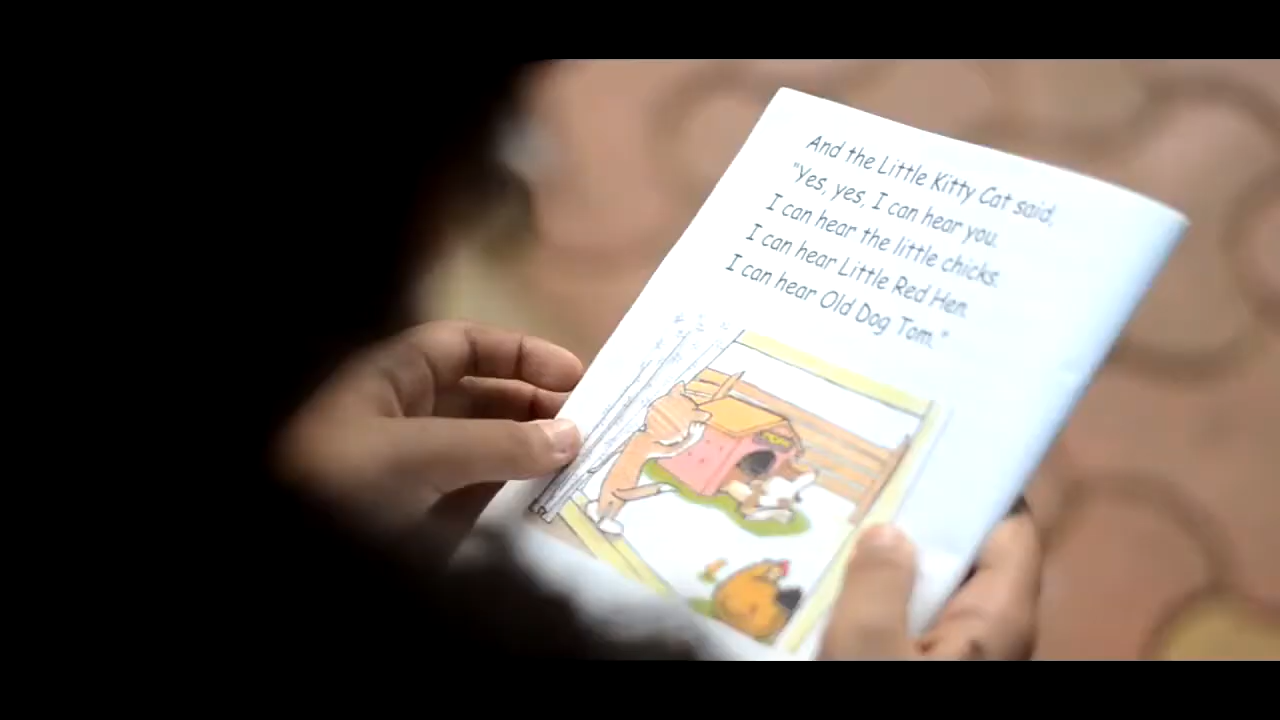 And the Little Kitty Cat said,
"Yes, yes, I can hear you.
I can hear the little chicks.
I can hear Little Red Hen.
I can hear Old Dog Tom."